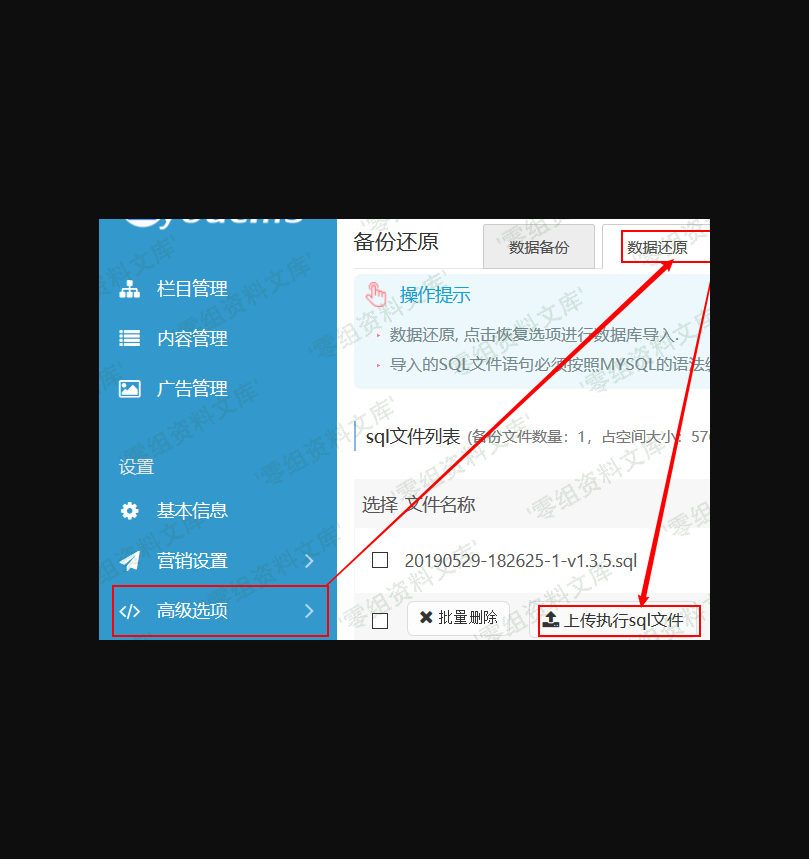 备份还原
数据备份
数据还原
栏目管理
内容管理
广告管理
设置
基本信息
营销设置
</> 高级选项
操作提示
· 数据还原, 点击恢复选项进行数据库导入.
· 导入的SQL文件语句必须按照MYSQL的语法
sql文件列表 (备份文件数量：1，占空间大小：57
选择 文件名称
20190529-182625-1-v1.3.5.sql
批量删除
上传执行sql文件
'零组资料文库'